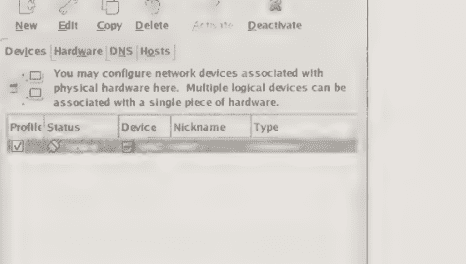 New Edit Copy Delete Activate Deactivate
Devices Hardware DNS Hosts
You may configure network devices associated with
physical hardware here. Multiple logical devices can be
associated with a single piece of hardware.
Profile Status Device Nickname Type